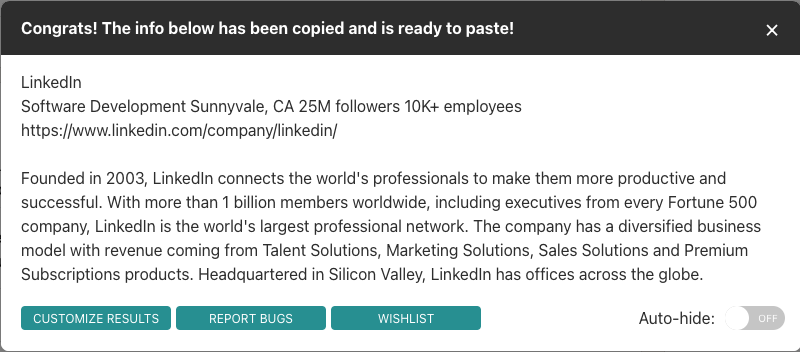 Congrats! The info below has been copied and is ready to paste!
LinkedIn
Software Development Sunnyvale, CA 25M followers 10K+ employees
https://www.linkedin.com/company/linkedin/
Founded in 2003, LinkedIn connects the world's professionals to make them more productive and
successful. With more than 1 billion members worldwide, including executives from every Fortune 500
company, LinkedIn is the world's largest professional network. The company has a diversified business
model with revenue coming from Talent Solutions, Marketing Solutions, Sales Solutions and Premium
Subscriptions products. Headquartered in Silicon Valley, LinkedIn has offices across the globe.
CUSTOMIZE RESULTS REPORT BUGS WISHLIST Auto-hide: OFF